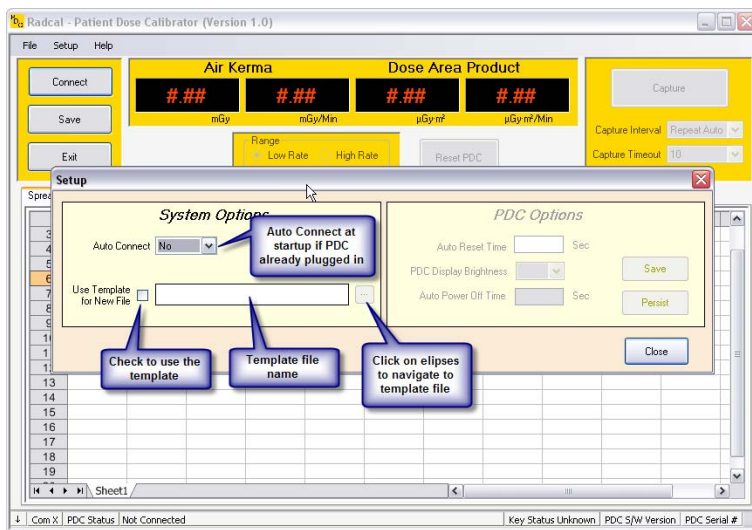 Radcal - Patient Dose Calibrator (Version 1.0)
File Setup Help
Connect
Save
Exit
Air Kerma
Dose Area Product
#.##
#.##
#.##
#.##
mGy
mGy/Min
µGy·m²
µGy·m²/Min
Range
Low Rate
High Rate
Reset PDC
Capture
Capture Interval
Repeat Auto
Capture Timeout
10
Sprea
Setup
System Options
Auto Connect
No
Auto Connect at
startup if PDC
already plugged in
Use Template
for New File
...
Check to use the
template
Template file
name
Click on elipses
to navigate to
template file
PDC Options
Auto Reset Time
Sec
PDC Display Brightness
Auto Power Off Time
Sec
Save
Persist
Close
3
4
5
6
7
8
9
13
14
15
16
17
18
19
Sheet1
Com X
PDC Status
Not Connected
Key Status Unknown
PDC S/W Version
PDC Serial #